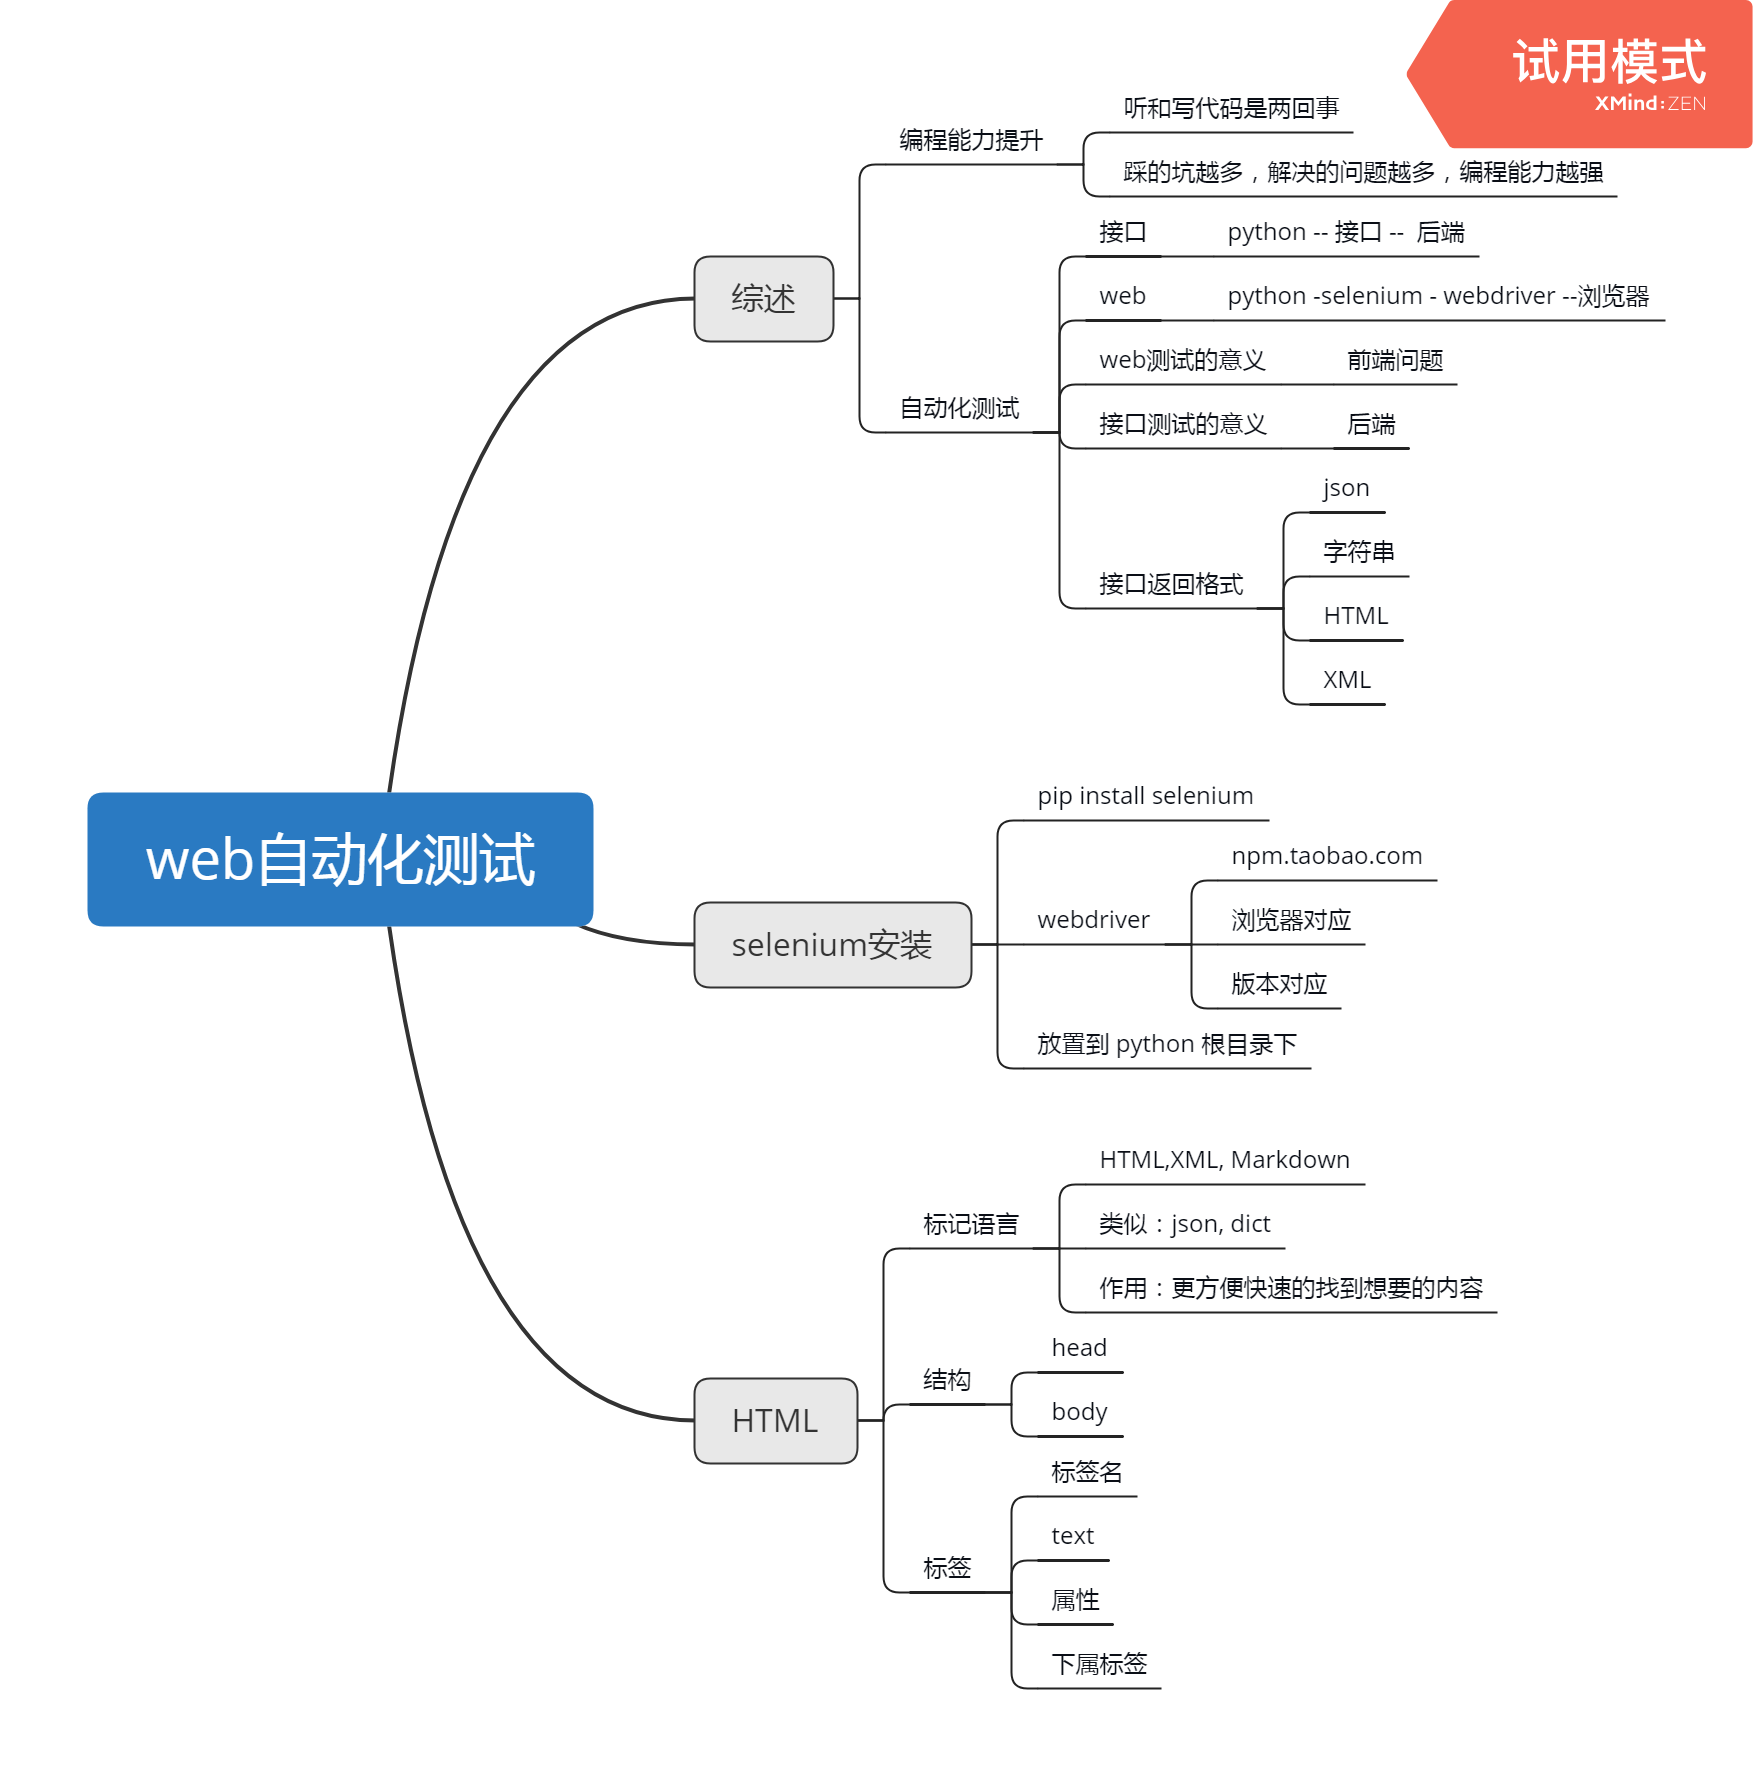 试用模式
XMind:ZEN
web自动化测试
综述
编程能力提升
听和写代码是两回事
踩的坑越多，解决的问题越多，编程能力越强
自动化测试
接口
python -- 接口 --  后端
web
python -selenium - webdriver --浏览器
web测试的意义
前端问题
接口测试的意义
后端
接口返回格式
json
字符串
HTML
XML
selenium安装
pip install selenium
webdriver
npm.taobao.com
浏览器对应
版本对应
放置到 python 根目录下
HTML
标记语言
HTML,XML, Markdown
类似：json, dict
作用：更方便快速的找到想要的内容
结构
head
body
标签
标签名
text
属性
下属标签